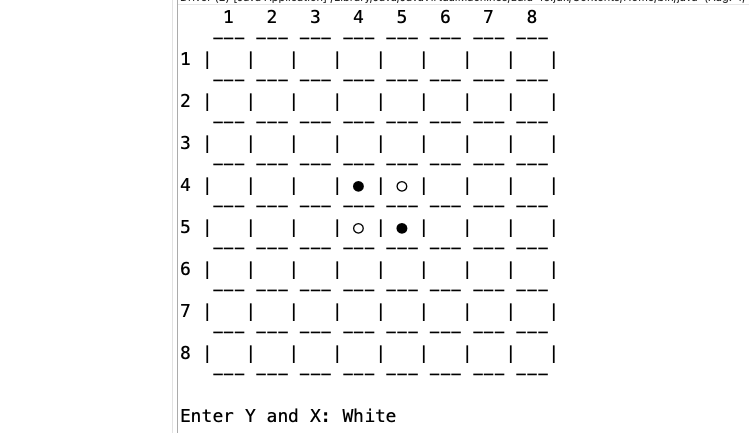 1 2 3 4 5 6 7 8
--- --- --- --- --- --- --- ---
1 |   |   |   |   |   |   |   |   |
--- --- --- --- --- --- --- ---
2 |   |   |   |   |   |   |   |   |
--- --- --- --- --- --- --- ---
3 |   |   |   |   |   |   |   |   |
--- --- --- --- --- --- --- ---
4 |   |   |   | ● | ○ |   |   |   |
--- --- --- --- --- --- --- ---
5 |   |   |   | ○ | ● |   |   |   |
--- --- --- --- --- --- --- ---
6 |   |   |   |   |   |   |   |   |
--- --- --- --- --- --- --- ---
7 |   |   |   |   |   |   |   |   |
--- --- --- --- --- --- --- ---
8 |   |   |   |   |   |   |   |   |
--- --- --- --- --- --- --- ---
Enter Y and X: White